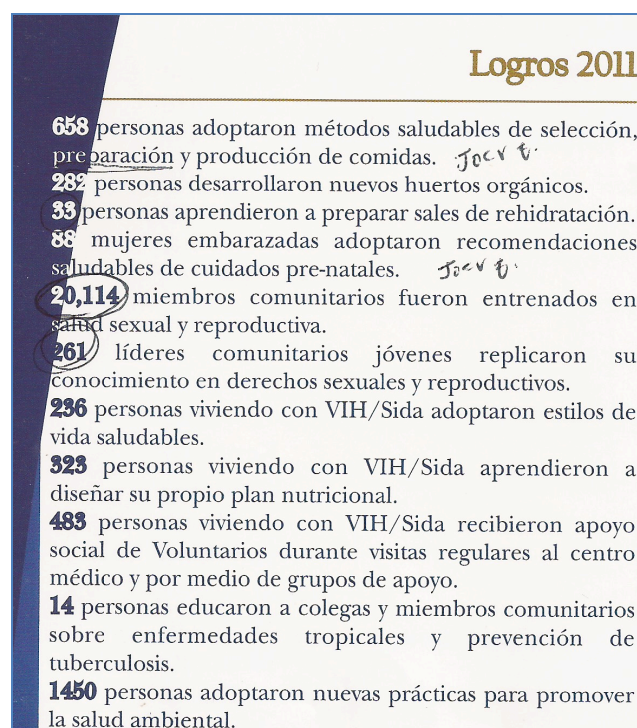 Logros 2011
658 personas adoptaron métodos saludables de selección,
preparación y producción de comidas.
282 personas desarrollaron nuevos huertos orgánicos.
33 personas aprendieron a preparar sales de rehidratación.
88 mujeres embarazadas adoptaron recomendaciones
saludables de cuidados pre-natales.
20,114 miembros comunitarios fueron entrenados en
salud sexual y reproductiva.
261 líderes comunitarios jóvenes replicaron su
conocimiento en derechos sexuales y reproductivos.
236 personas viviendo con VIH/Sida adoptaron estilos de
vida saludables.
323 personas viviendo con VIH/Sida aprendieron a
diseñar su propio plan nutricional.
483 personas viviendo con VIH/Sida recibieron apoyo
social de Voluntarios durante visitas regulares al centro
médico y por medio de grupos de apoyo.
14 personas educaron a colegas y miembros comunitarios
sobre enfermedades tropicales y prevención de
tuberculosis.
1450 personas adoptaron nuevas prácticas para promover
la salud ambiental.